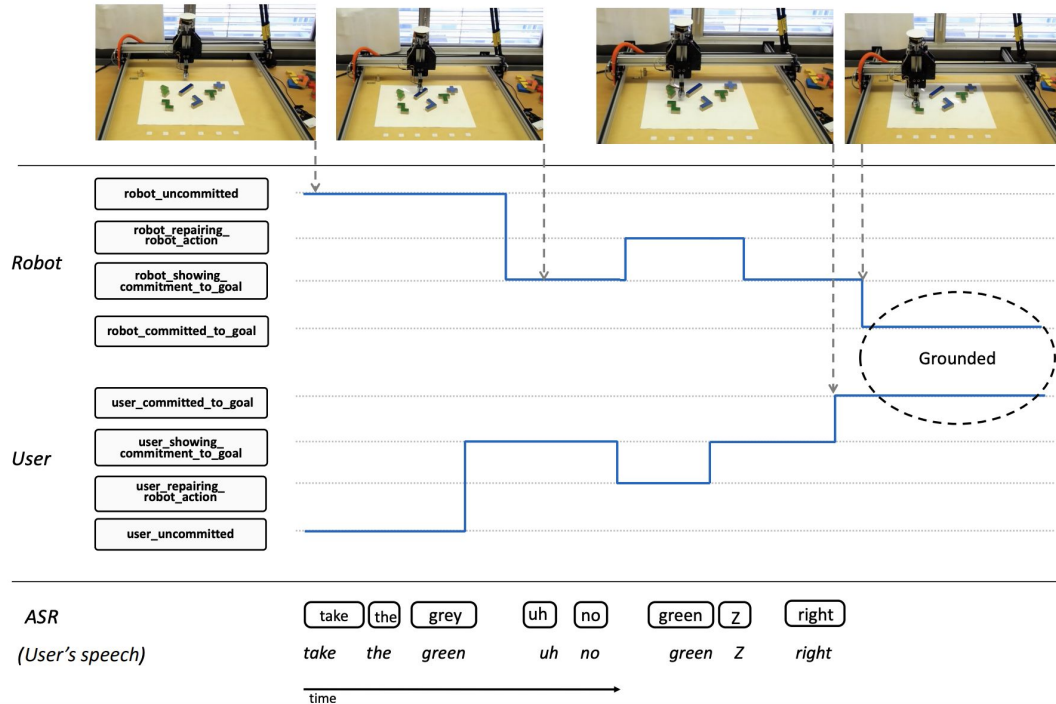 Robot
robot_uncommitted
robot_repairing_
robot_action
robot_showing_
commitment_to_goal
robot_committed_to_goal
Grounded
User
user_committed_to_goal
user_showing_
commitment_to_goal
user_repairing_
robot_action
user_uncommitted
ASR
take the grey uh no green Z right
(User's speech)
take the green uh no green Z right
time